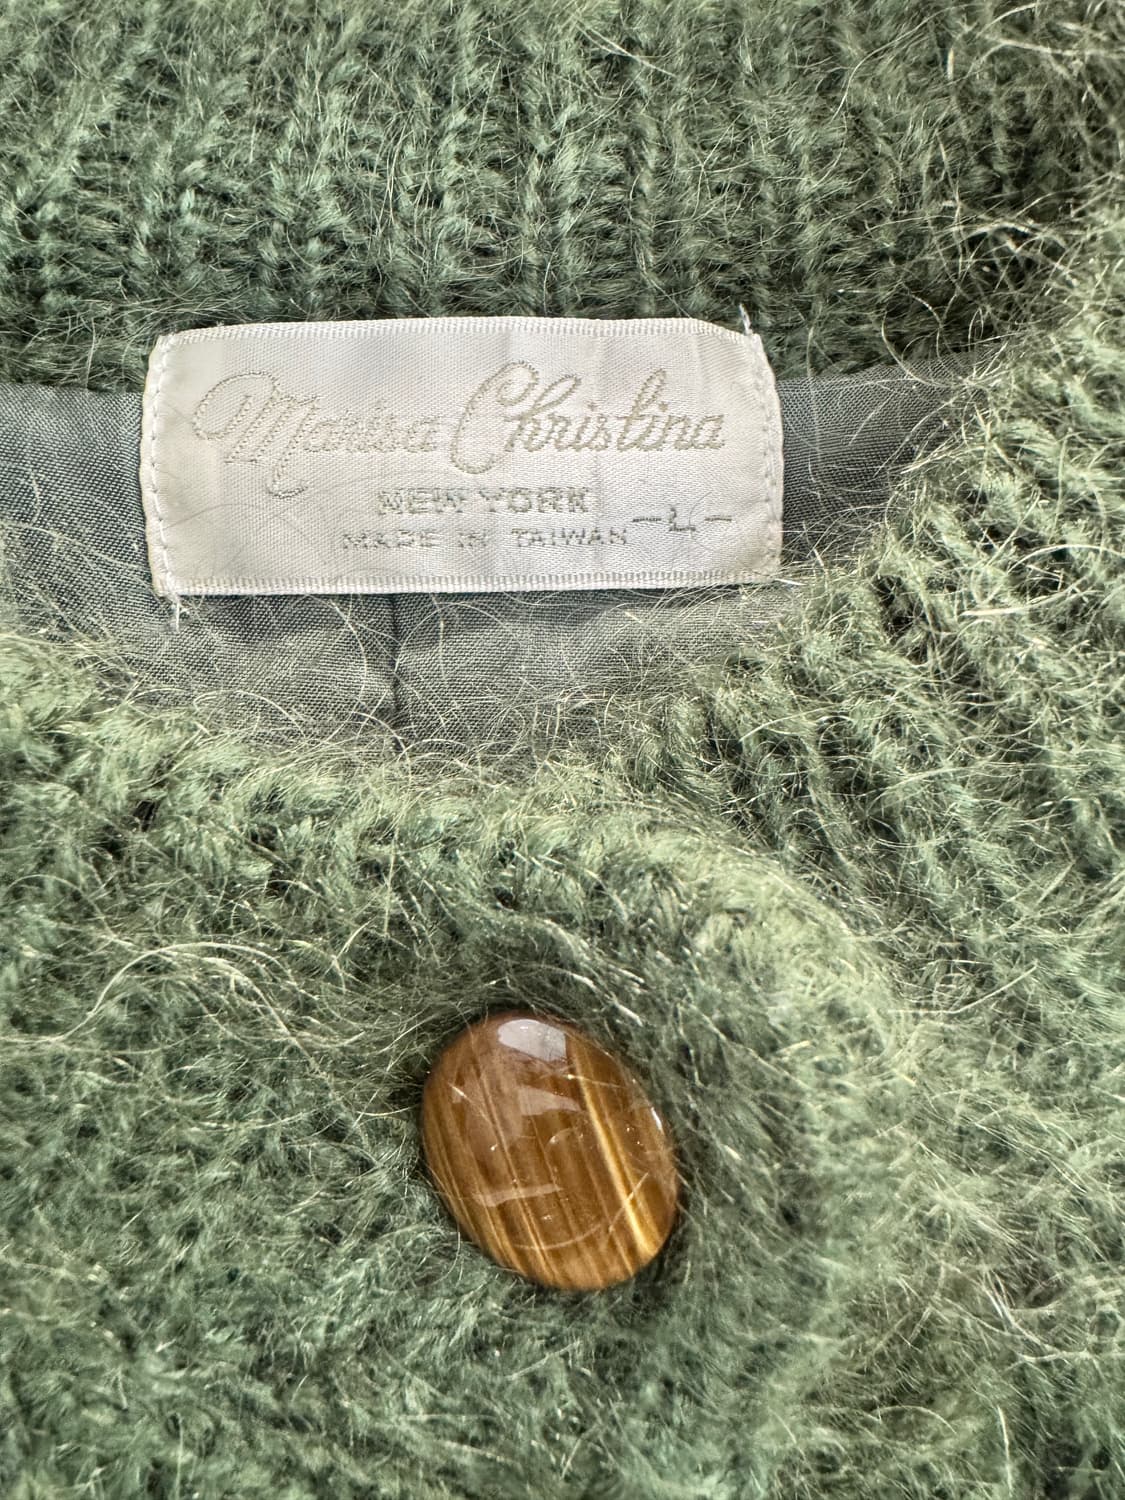 Marisa Christina
NEW YORK
MADE IN TAIWAN -L-